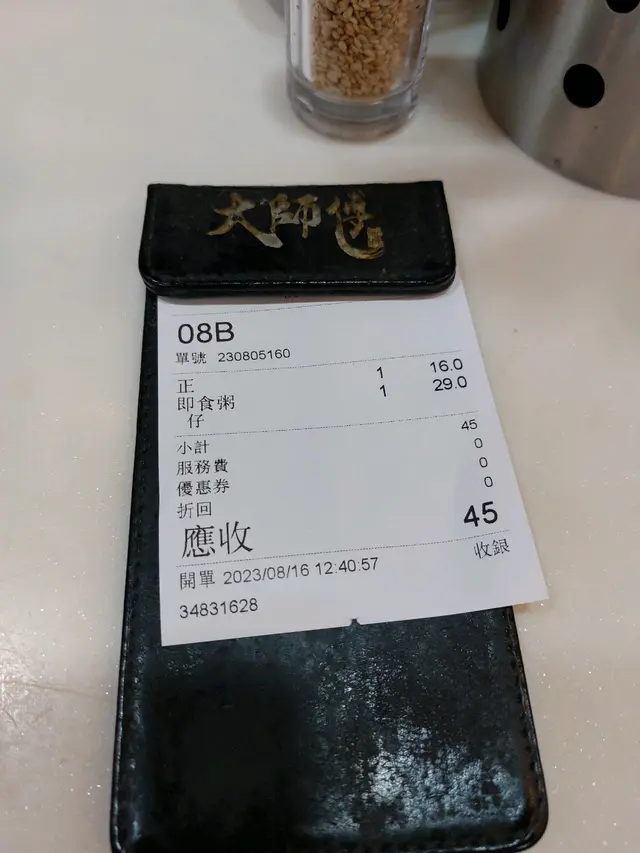 大師傅
08B
單號 230805160
正 1 16.0
即食粥 1 29.0
仔
小計 45
服務費 0
優惠券 0
折回 0
應收 45
開單 2023/08/16 12:40:57 收銀
34831628